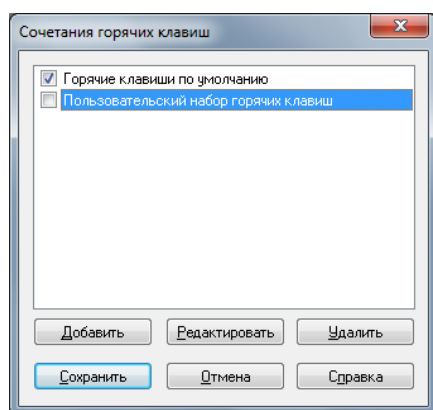 Сочетания горячих клавиш
Горячие клавиши по умолчанию
Пользовательский набор горячих клавиш
Добавить Редактировать Удалить
Сохранить Отмена Справка